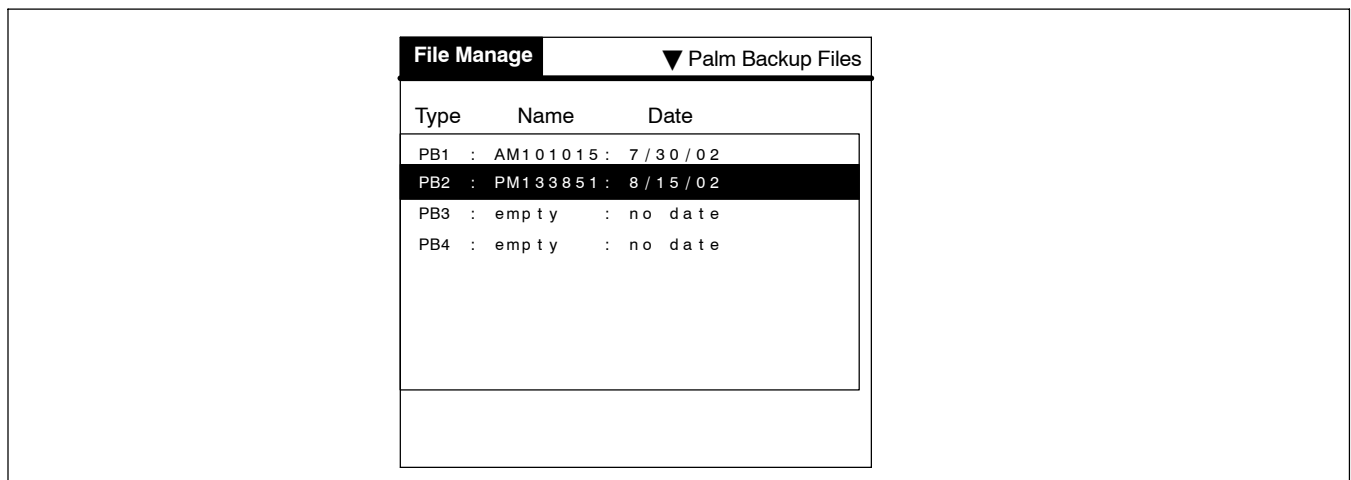 File Manage ▼ Palm Backup Files
Type Name Date
PB1 : AM101015: 7/30/02
PB2 : PM133851: 8/15/02
PB3 : empty : no date
PB4 : empty : no date